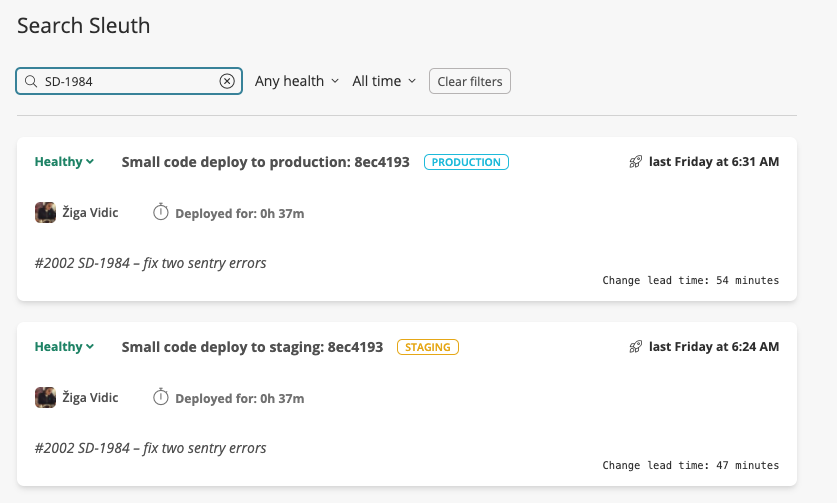 Search Sleuth
SD-1984
Any health
All time
Clear filters
Healthy
Small code deploy to production: 8ec4193
PRODUCTION
last Friday at 6:31 AM
Žiga Vidic
Deployed for: 0h 37m
#2002 SD-1984 – fix two sentry errors
Change lead time: 54 minutes
Healthy
Small code deploy to staging: 8ec4193
STAGING
last Friday at 6:24 AM
Žiga Vidic
Deployed for: 0h 37m
#2002 SD-1984 – fix two sentry errors
Change lead time: 47 minutes